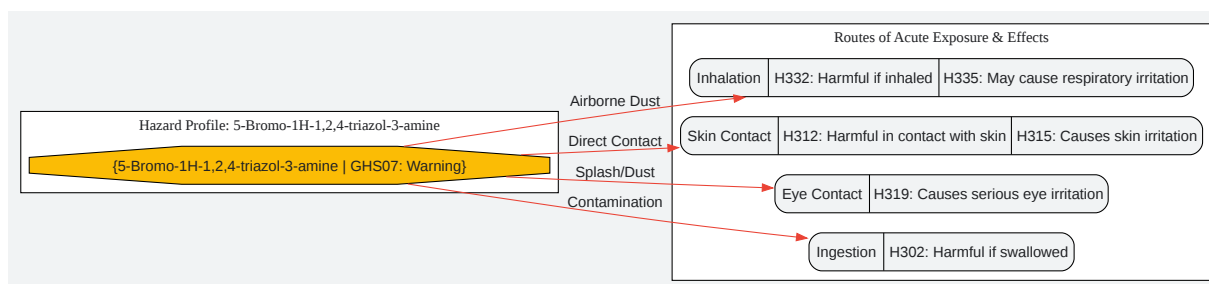 Routes of Acute Exposure & Effects
Inhalation H332: Harmful if inhaled H335: May cause respiratory irritation
Airborne Dust
Hazard Profile: 5-Bromo-1H-1,2,4-triazol-3-amine
Direct Contact
Skin Contact H312: Harmful in contact with skin H315: Causes skin irritation
{5-Bromo-1H-1,2,4-triazol-3-amine | GHS07: Warning}
Splash/Dust
Eye Contact H319: Causes serious eye irritation
Contamination
Ingestion H302: Harmful if swallowed